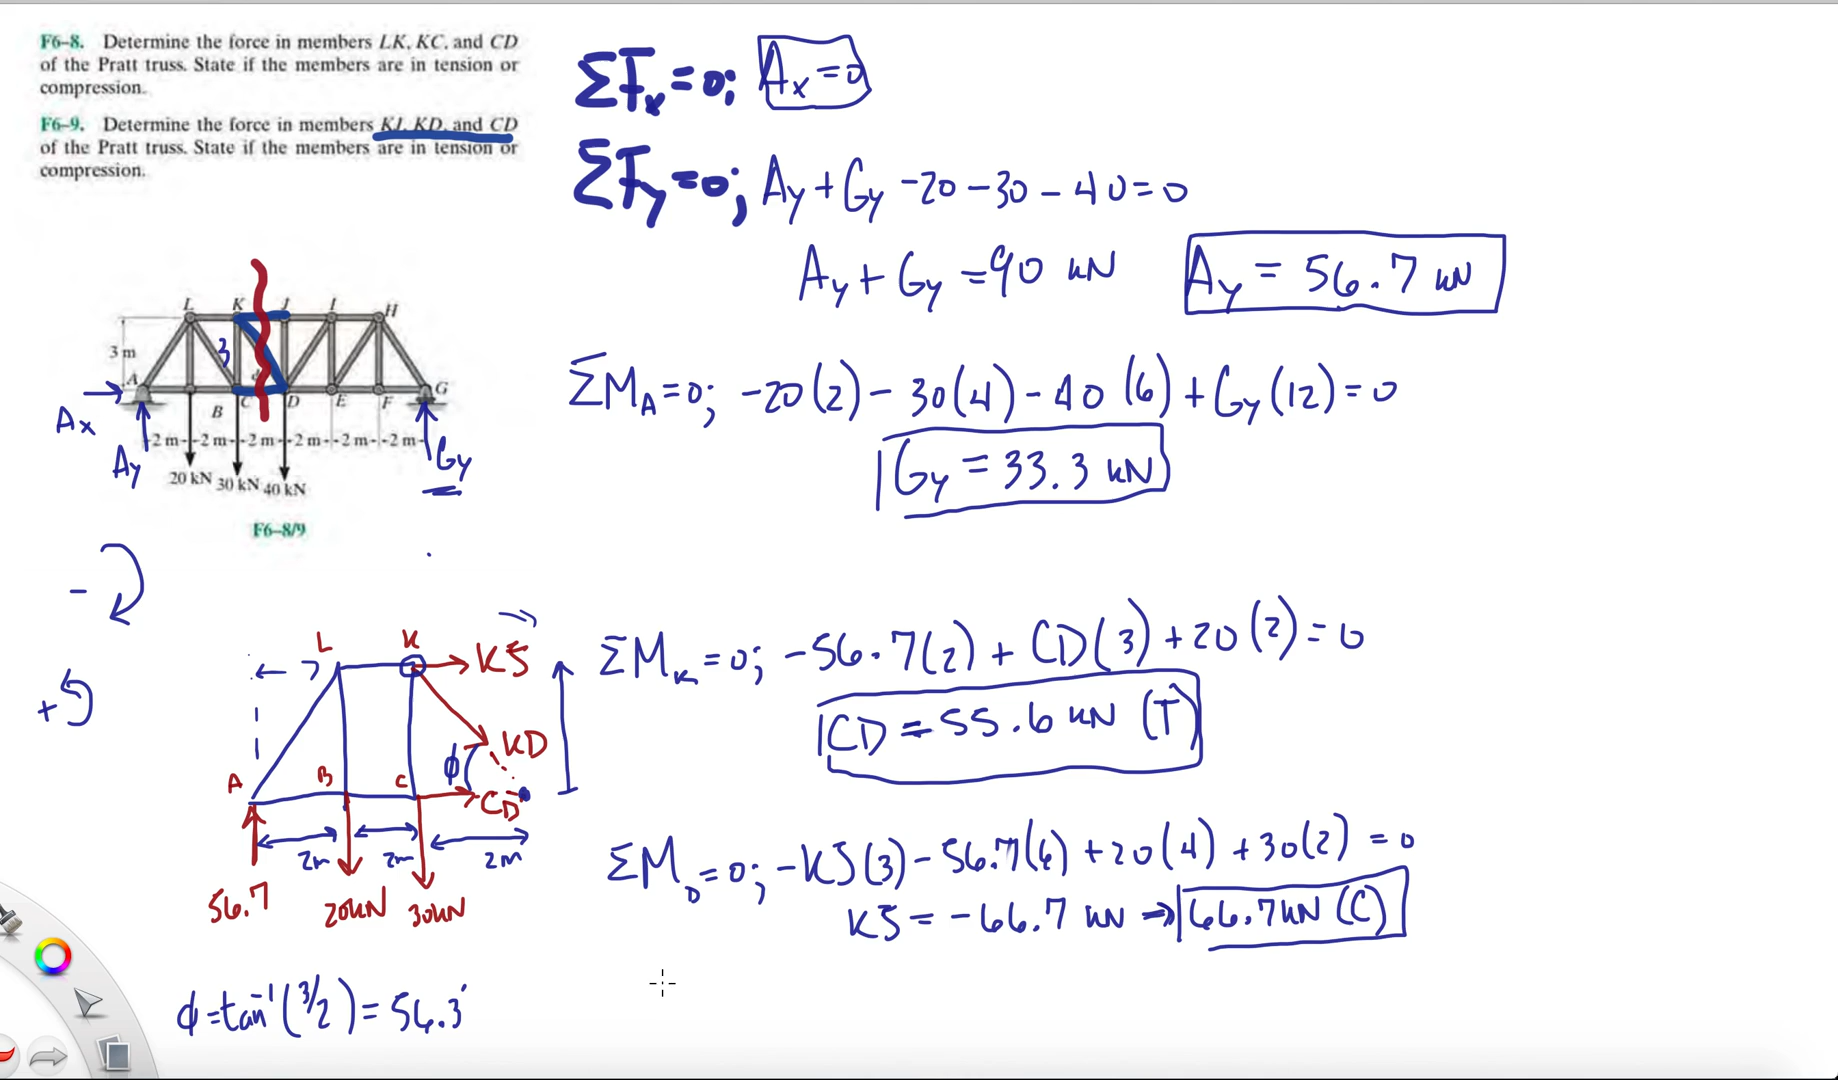 F6–8. Determine the force in members LK, KC, and CD
of the Pratt truss. State if the members are in tension or
compression.
F6–9. Determine the force in members KJ, KD, and CD
of the Pratt truss. State if the members are in tension or
compression.
ΣFx=0; Ax=0
ΣFy=0; Ay+Gy-20-30-40=0
Ay+Gy=90 kN
Ay = 56.7 kN
ΣMA=0; -20(2)-30(4)-40(6)+Gy(12)=0
Gy = 33.3 kN
L K J I H
3 m
3
A
G
B C D E F
Ax
Ay
2 m 2 m 2 m 2 m 2 m 2 m
Gy
20 kN 30 kN 40 kN
F6–8/9
-
+
L K
KJ
KD
ϕ
A B C
CD
2m 2m 2m
56.7 20kN 30kN
ϕ=tan⁻¹(3/2)=56.3°
ΣMK=0; -56.7(2)+CD(3)+20(2)=0
CD = 55.6 kN (T)
ΣMD=0; -KJ(3)-56.7(6)+20(4)+30(2)=0
KJ = -66.7 kN → 66.7kN (C)